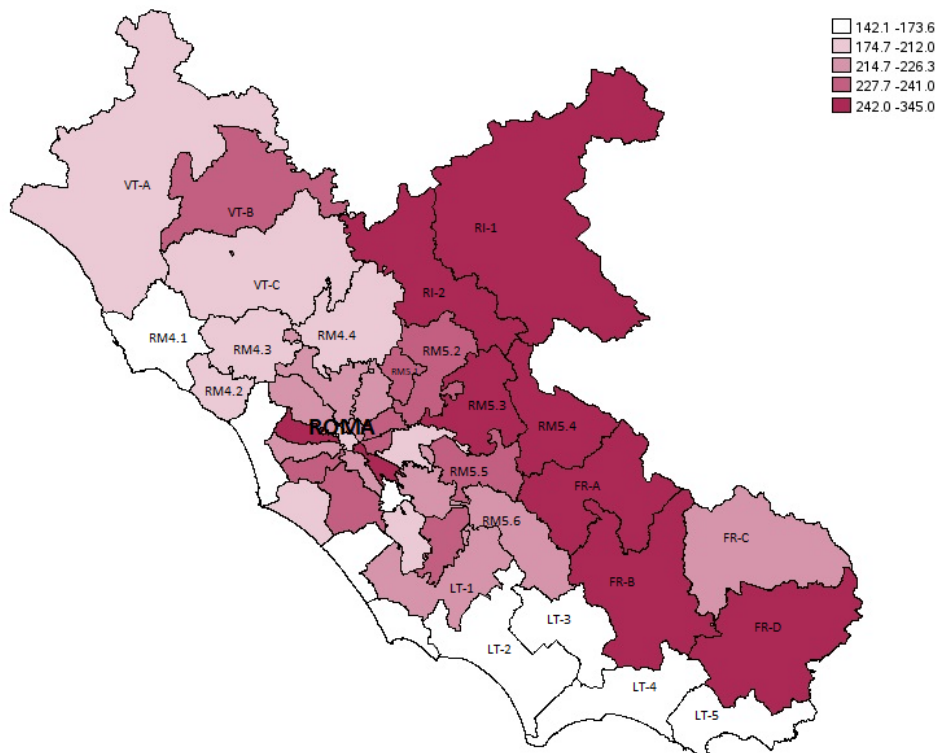 142.1 -173.6
174.7 -212.0
214.7 -226.3
227.7 -241.0
242.0 -345.0
VT-A
VT-B
RI-1
VT-C
RI-2
RM4.1
RM4.4
RM4.3
RM5.2
RM5.1
RM4.2
RM5.3
ROMA
RM5.4
RM5.5
FR-A
RM5.6
FR-C
LT-1
FR-B
LT-3
FR-D
LT-2
LT-4
LT-5